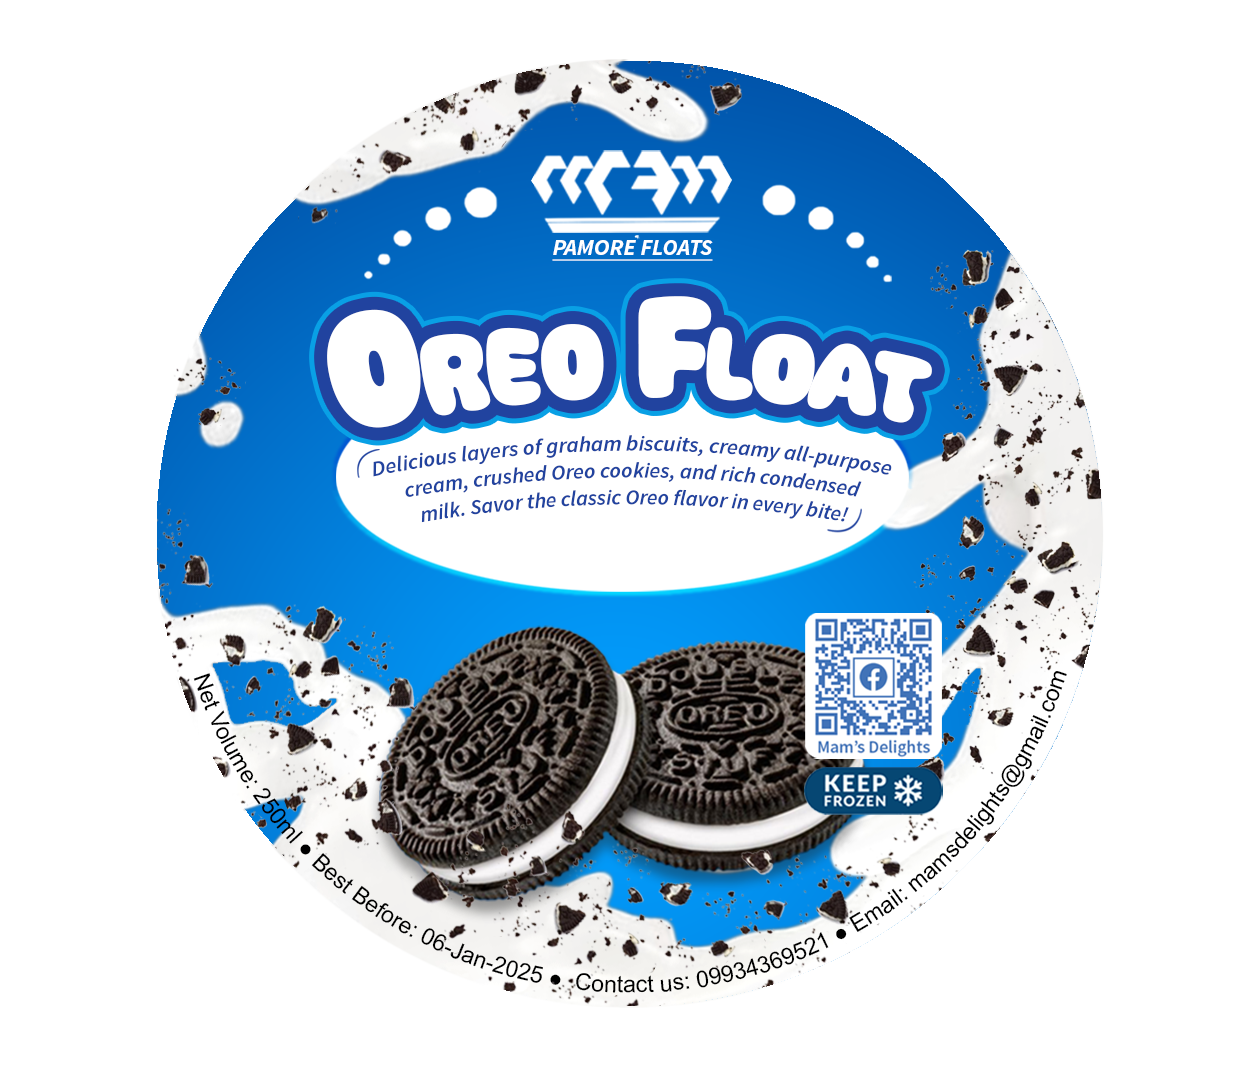 PAMORE FLOATS
OREO FLOAT
Delicious layers of graham biscuits, creamy all-purpose
cream, crushed Oreo cookies, and rich condensed
milk. Savor the classic Oreo flavor in every bite!
OREO
OREO
Mam's Delights
KEEP
FROZEN
Net Volume: 250ml • Best Before: 06-Jan-2025 • Contact us: 09934369521 • Email: mamsdelights@gmail.com